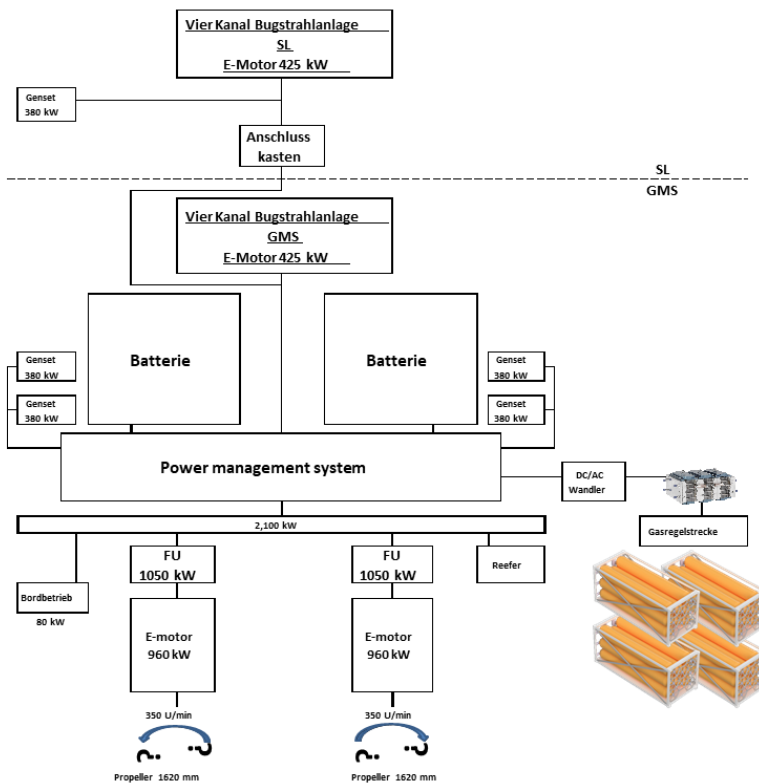 Vier Kanal Bugstrahlanlage
SL
E-Motor 425 kW
Genset
380 kW
Anschluss
kasten
SL
GMS
Vier Kanal Bugstrahlanlage
GMS
E-Motor 425 kW
Batterie
Batterie
Genset
380 kW
Genset
380 kW
Genset
380 kW
Genset
380 kW
Power management system
DC/AC
Wandler
2,100 kW
Gasregelstrecke
FU
1050 kW
FU
1050 kW
Reefer
Bordbetrieb
80 kW
E-motor
960 kW
E-motor
960 kW
350 U/min
350 U/min
? ?
? ?
Propeller 1620 mm
Propeller 1620 mm